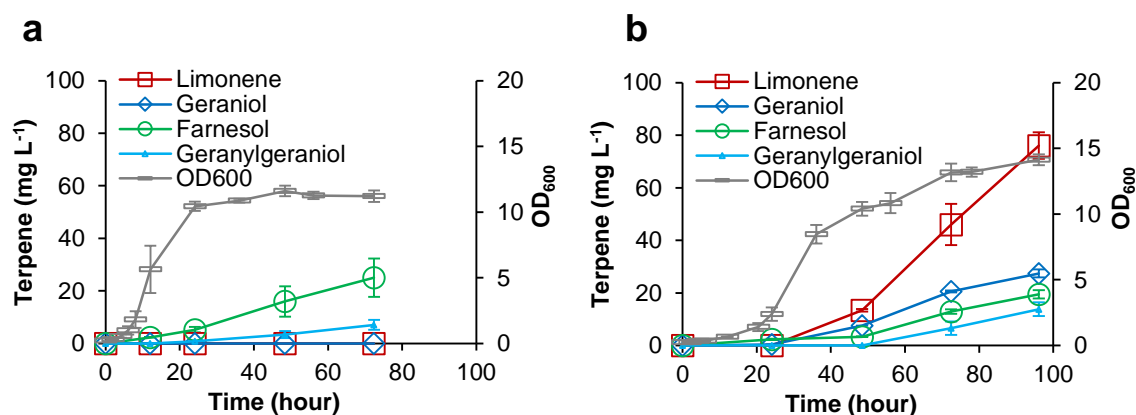 a
Terpene (mg L⁻¹)
100
80
60
40
20
0
Limonene
Geraniol
Farnesol
Geranylgeraniol
OD600
20
15
10
5
0
OD₆₀₀
0 20 40 60 80 100
Time (hour)
b
Terpene (mg L⁻¹)
100
80
60
40
20
0
Limonene
Geraniol
Farnesol
Geranylgeraniol
OD600
20
15
10
5
0
OD₆₀₀
0 20 40 60 80 100
Time (hour)